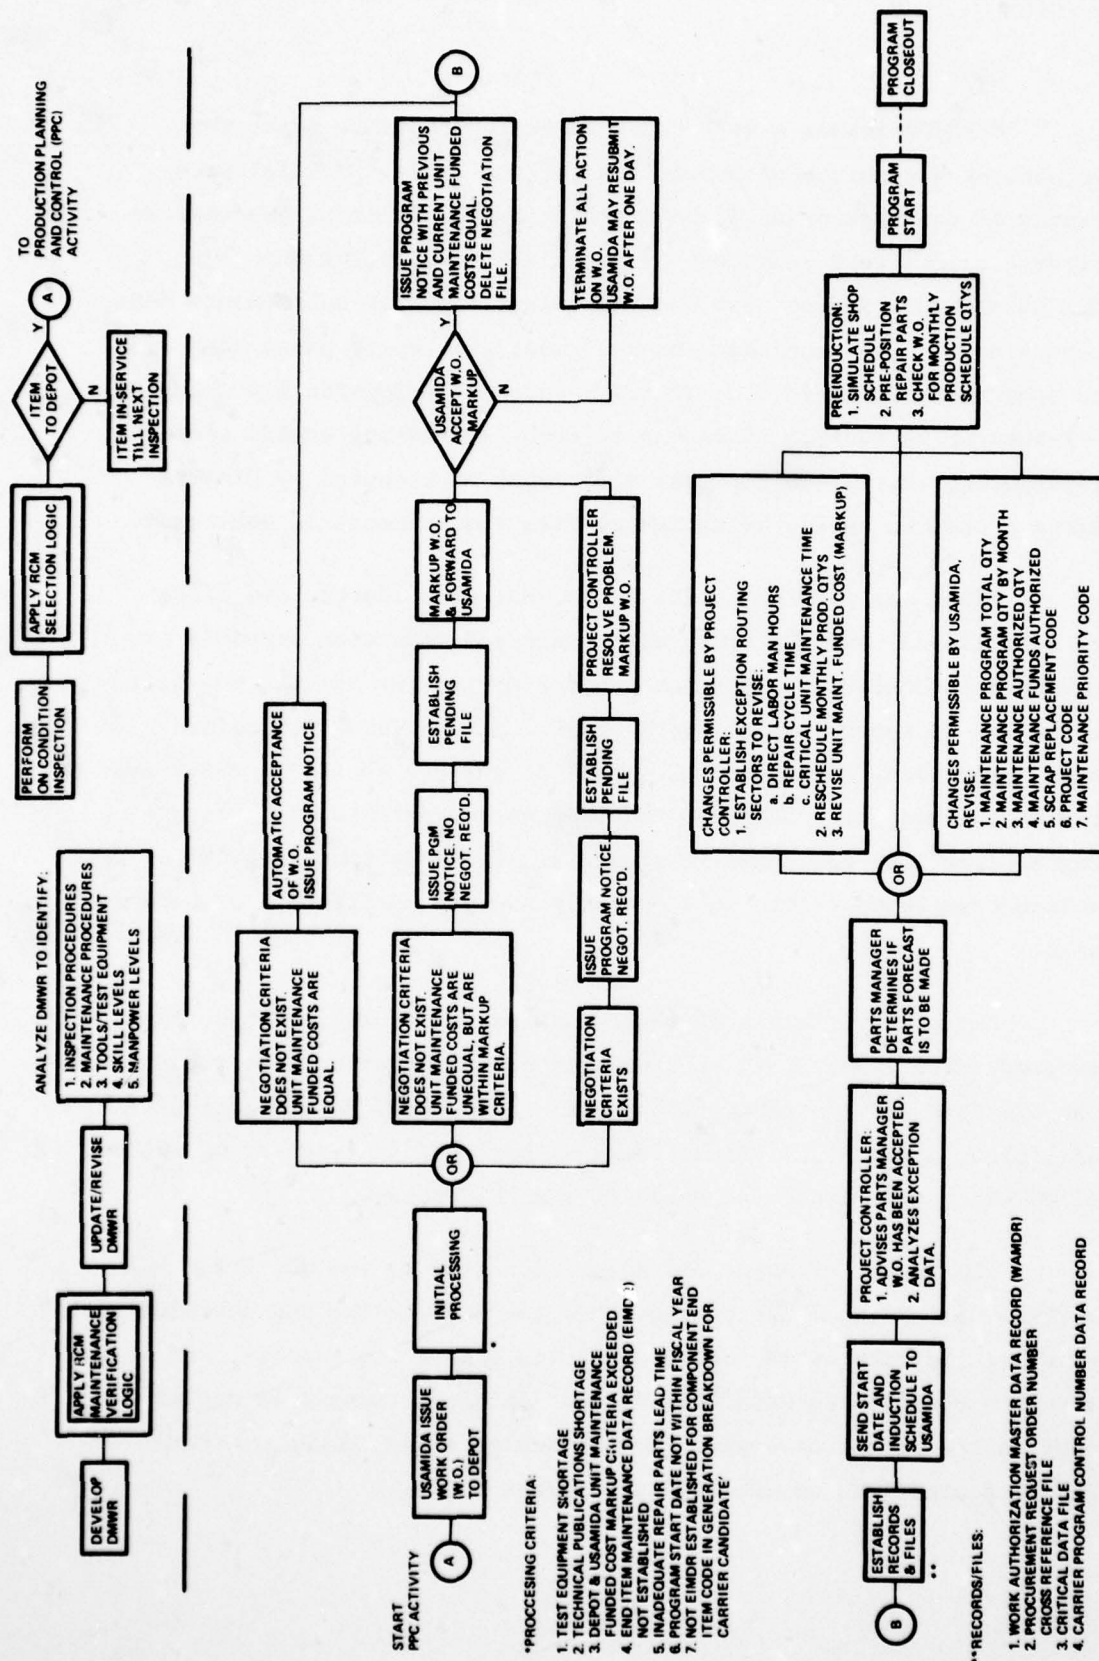 DEVELOP
DMWR
APPLY RCM
MAINTENANCE
VERIFICATION
LOGIC
UPDATE/REVISE
DMWR
ANALYZE DMWR TO IDENTIFY:
1. INSPECTION PROCEDURES
2. MAINTENANCE PROCEDURES
3. TOOLS/TEST EQUIPMENT
4. SKILL LEVELS
5. MANPOWER LEVELS
PERFORM
ON CONDITION
INSPECTION
APPLY RCM
SELECTION LOGIC
ITEM
TO DEPOT
Y
A
TO
PRODUCTION PLANNING
AND CONTROL (PPC)
ACTIVITY
N
ITEM IN-SERVICE
TILL NEXT
INSPECTION
START
PPC ACTIVITY
A
USAMIDA ISSUE
WORK ORDER
(W.O.)
TO DEPOT
INITIAL
PROCESSING
*
OR
NEGOTIATION CRITERIA
DOES NOT EXIST.
UNIT MAINTENANCE
FUNDED COSTS ARE
EQUAL.
AUTOMATIC ACCEPTANCE
OF W.O.
ISSUE PROGRAM NOTICE
NEGOTIATION CRITERIA
DOES NOT EXIST.
UNIT MAINTENANCE
FUNDED COSTS ARE
UNEQUAL, BUT ARE
WITHIN MARKUP
CRITERIA.
ISSUE PGM
NOTICE. NO
NEGOT. REQ'D.
ESTABLISH
PENDING
FILE
MARKUP W.O.
& FORWARD TO
USAMIDA
NEGOTIATION
CRITERIA
EXISTS
ISSUE
PROGRAM NOTICE.
NEGOT. REQ'D.
ESTABLISH
PENDING
FILE
PROJECT CONTROLLER
RESOLVE PROBLEM.
MARKUP W.O.
USAMIDA
ACCEPT W.O.
MARKUP
Y
ISSUE PROGRAM
NOTICE WITH PREVIOUS
AND CURRENT UNIT
MAINTENANCE FUNDED
COSTS EQUAL.
DELETE NEGOTIATION
FILE.
B
N
TERMINATE ALL ACTION
ON W.O.
USAMIDA MAY RESUBMIT
W.O. AFTER ONE DAY.
*PROCCESING CRITERIA:
1. TEST EQUIPMENT SHORTAGE
2. TECHNICAL PUBLICATIONS SHORTAGE
3. DEPOT & USAMIDA UNIT MAINTENANCE
FUNDED COST MARKUP CRITERIA EXCEEDED
4. END ITEM MAINTENANCE DATA RECORD (EIMDR)
NOT ESTABLISHED
5. INADEQUATE REPAIR PARTS LEAD TIME
6. PROGRAM START DATE NOT WITHIN FISCAL YEAR
7. NOT EIMDR ESTABLISHED FOR COMPONENT END
ITEM CODE IN GENERATION BREAKDOWN FOR
CARRIER CANDIDATE'
B
ESTABLISH
RECORDS
& FILES
**
SEND START
DATE AND
INDUCTION
SCHEDULE TO
USAMIDA
PROJECT CONTROLLER:
1. ADVISES PARTS MANAGER
W.O. HAS BEEN ACCEPTED.
2. ANALYZES EXCEPTION
DATA.
PARTS MANAGER
DETERMINES IF
PARTS FORECAST
IS TO BE MADE
OR
CHANGES PERMISSIBLE BY PROJECT
CONTROLLER:
1. ESTABLISH EXCEPTION ROUTING
SECTORS TO REVISE:
a. DIRECT LABOR MAN HOURS
b. REPAIR CYCLE TIME
c. CRITICAL UNIT MAINTENANCE TIME
2. RESCHEDULE MONTHLY PROD. QTYS
3. REVISE UNIT MAINT. FUNDED COST (MARKUP)
CHANGES PERMISSIBLE BY USAMIDA,
REVISE:
1. MAINTENANCE PROGRAM TOTAL QTY
2. MAINTENANCE PROGRAM QTY BY MONTH
3. MAINTENANCE AUTHORIZED QTY
4. MAINTENANCE FUNDS AUTHORIZED
5. SCRAP REPLACEMENT CODE
6. PROJECT CODE
7. MAINTENANCE PRIORITY CODE
PREINDUCTION:
1. SIMULATE SHOP
SCHEDULE
2. PRE-POSITION
REPAIR PARTS
3. CHECK W.O.
FOR MONTHLY
PRODUCTION
SCHEDULE QTYS
PROGRAM
START
PROGRAM
CLOSEOUT
**RECORDS/FILES:
1. WORK AUTHORIZATION MASTER DATA RECORD (WAMDR)
2. PROCUREMENT REQUEST ORDER NUMBER
CROSS REFERENCE FILE
3. CRITICAL DATA FILE
4. CARRIER PROGRAM CONTROL NUMBER DATA RECORD